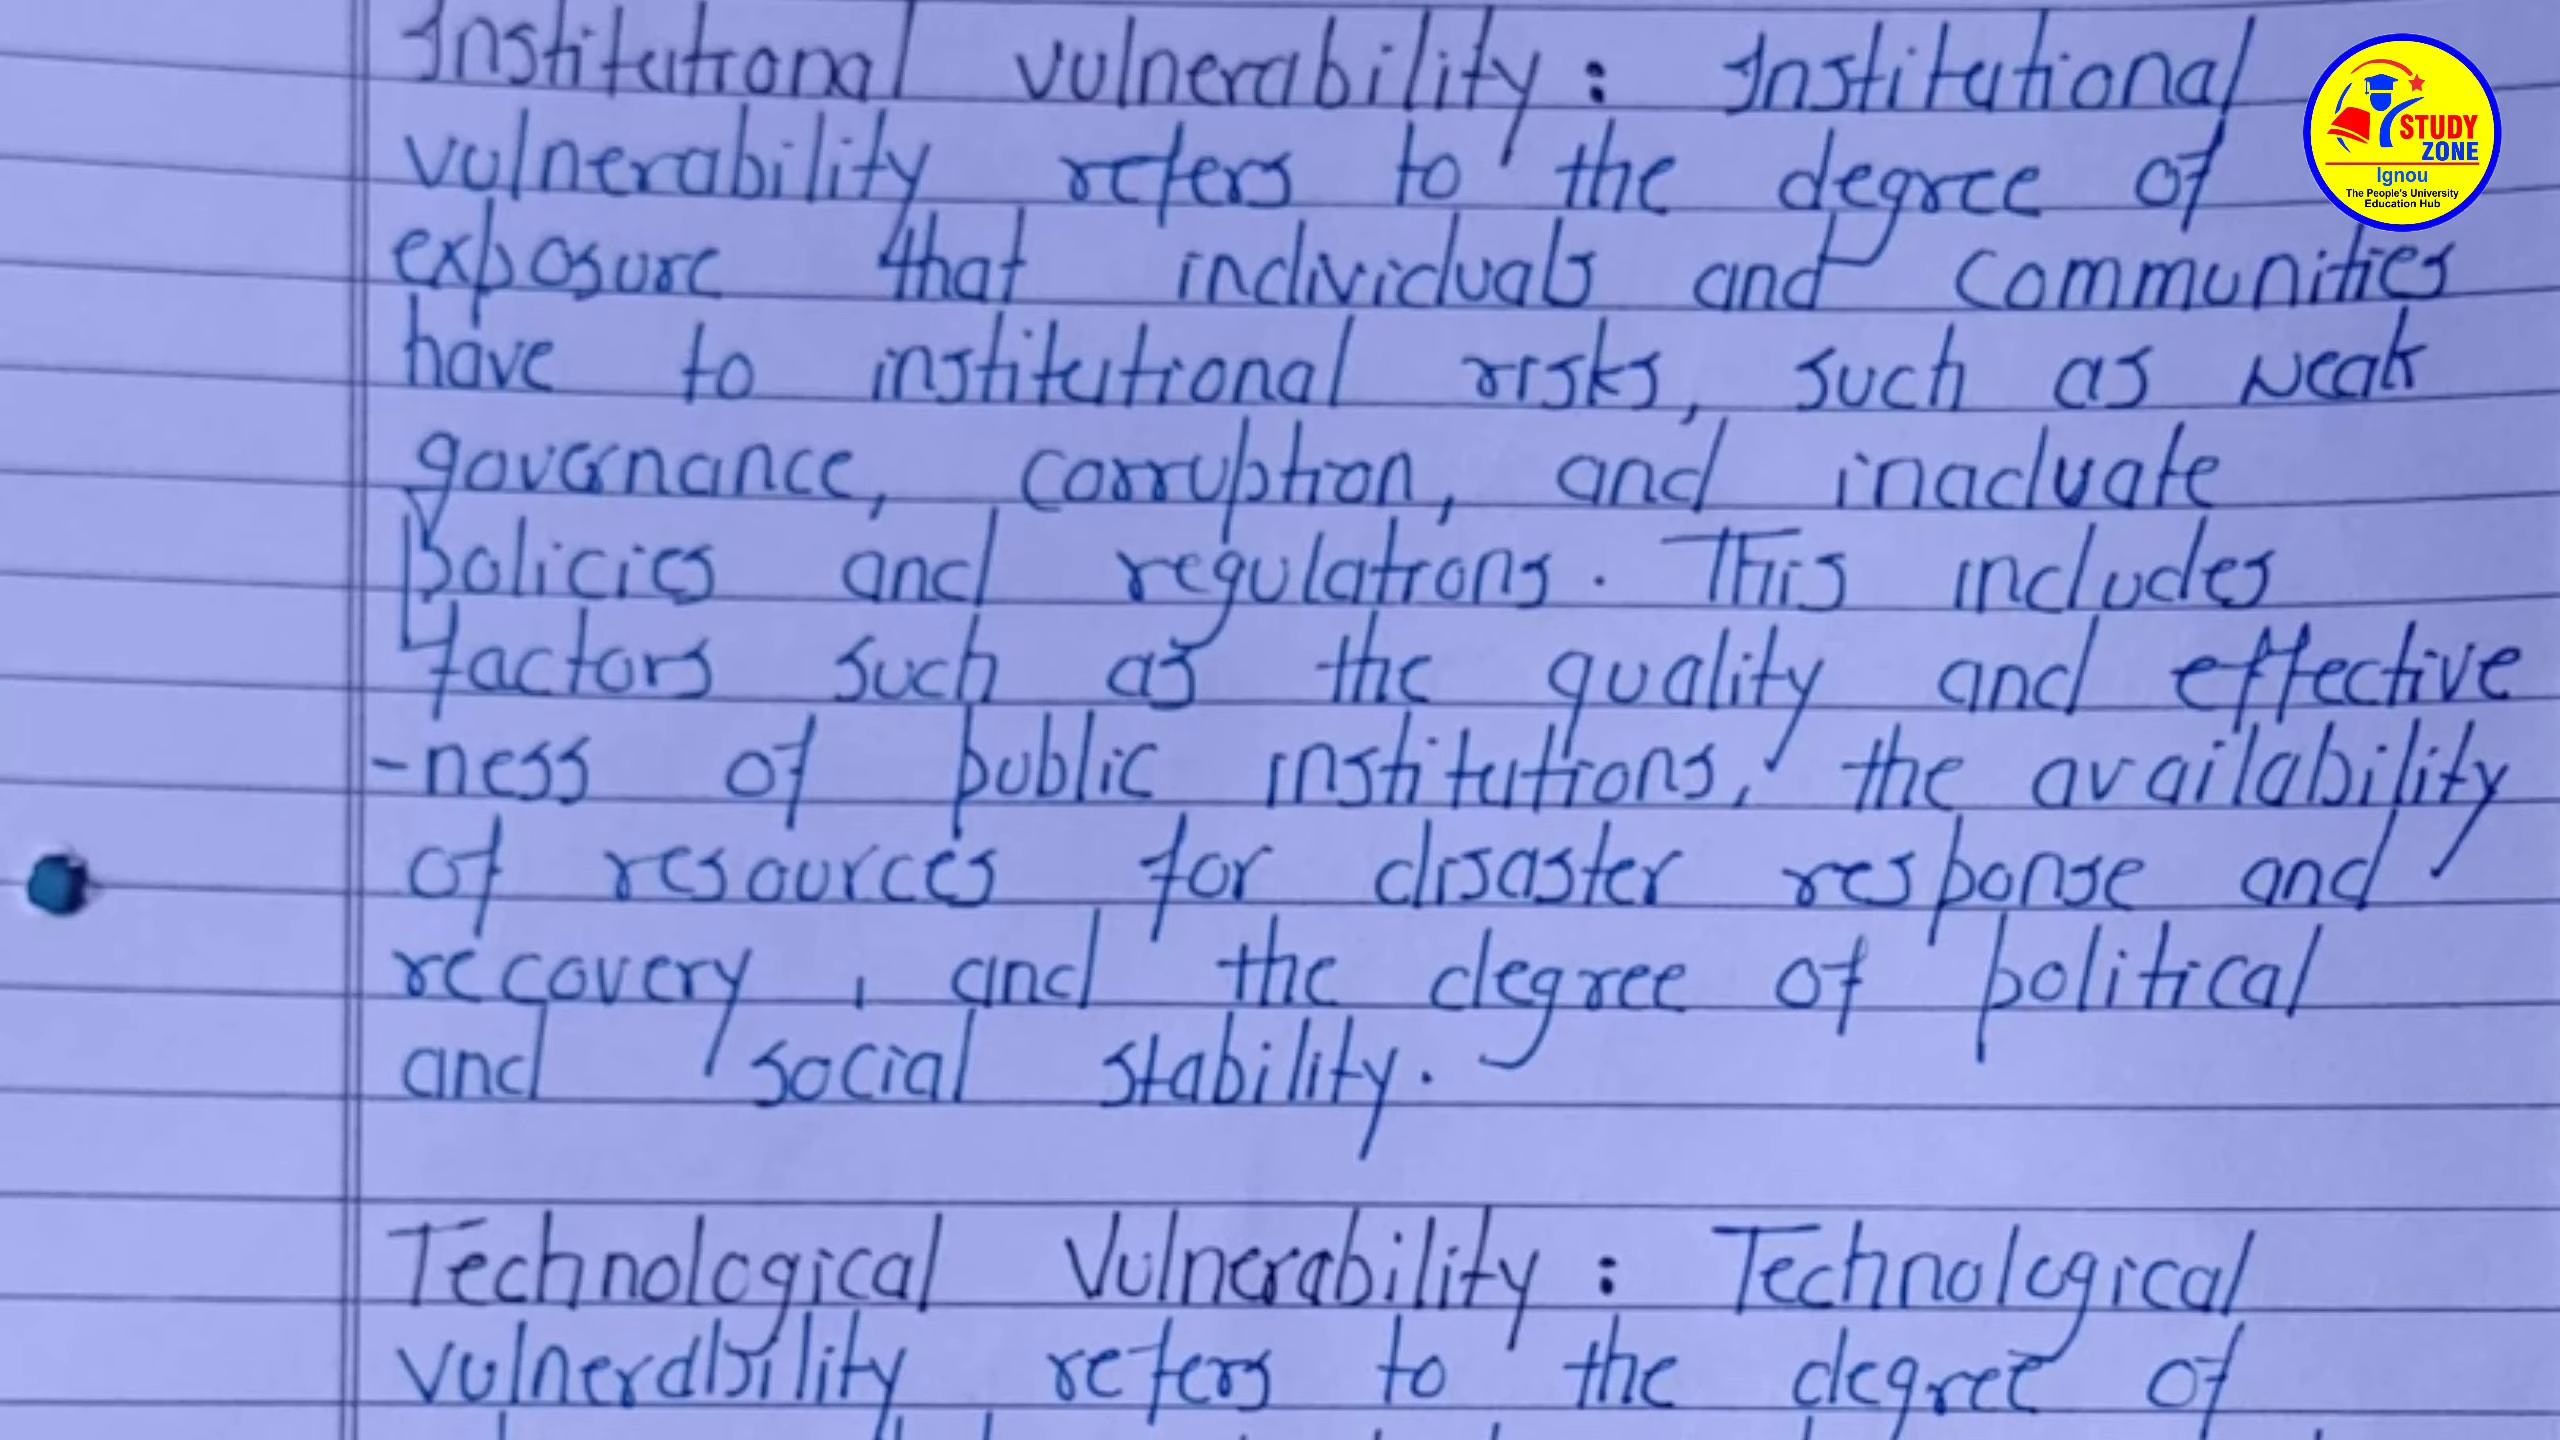 Institutional vulnerability : Institutional
vulnerability refers to the degree of
exposure that individuals and communities
have to institutional risks, such as weak
governance, corruption, and inaduate
policies and regulations. This includes
factors such as the quality and effective
-ness of public institutions, the availability
of resources for disaster response and
recovery, and the degree of political
and social stability.
Technological Vulnerability : Technological
vulnerability refers to the degree of
STUDY
ZONE
Ignou
The People's University
Education Hub